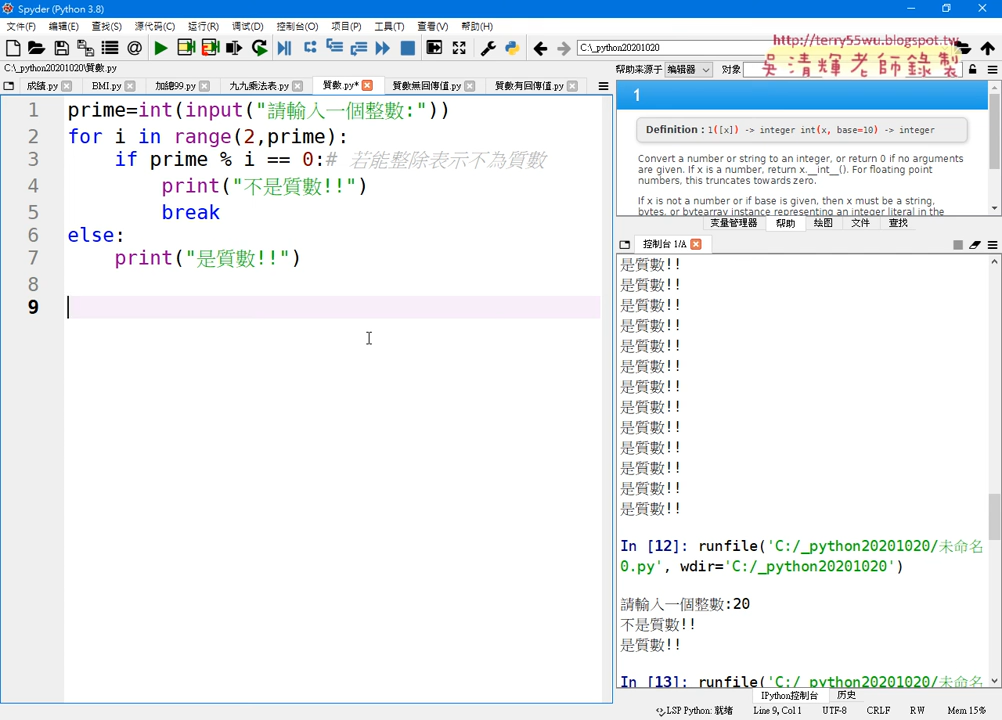 Spyder (Python 3.8)
文件(F) 编辑(E) 查找(S) 源代码(C) 运行(R) 调试(D) 控制台(O) 项目(P) 工具(T) 查看(V) 帮助(H)
C:\_python20201020
http://terry55wu.blogspot.tw
吳清輝老師錄製
C:\_python20201020\質數.py
帮助来源于 编辑器 对象
成績.py BMI.py 加總99.py 九九乘法表.py 質數.py* 質數無回傳值.py 質數有回傳值.py
1 prime=int(input("請輸入一個整數:"))
2 for i in range(2,prime):
3 if prime % i == 0:# 若能整除表示不為質數
4 print("不是質數!!")
5 break
6 else:
7 print("是質數!!")
8
9
1
Definition : 1([x]) -> integer int(x, base=10) -> integer
Convert a number or string to an integer, or return 0 if no arguments
are given. If x is a number, return x.__int__(). For floating point
numbers, this truncates towards zero.
If x is not a number or if base is given, then x must be a string,
bytes, or bytearray instance representing an integer literal in the
变量管理器 帮助 绘图 文件 查找
控制台 1/A
是質數!!
是質數!!
是質數!!
是質數!!
是質數!!
是質數!!
是質數!!
是質數!!
是質數!!
是質數!!
是質數!!
是質數!!
是質數!!
In [12]: runfile('C:/_python20201020/未命名
0.py', wdir='C:/_python20201020')
請輸入一個整數:20
不是質數!!
是質數!!
In [13]: runfile('C:/_python20201020/未命名
IPython控制台 历史
LSP Python: 就绪 Line 9, Col 1 UTF-8 CRLF RW Mem 15%